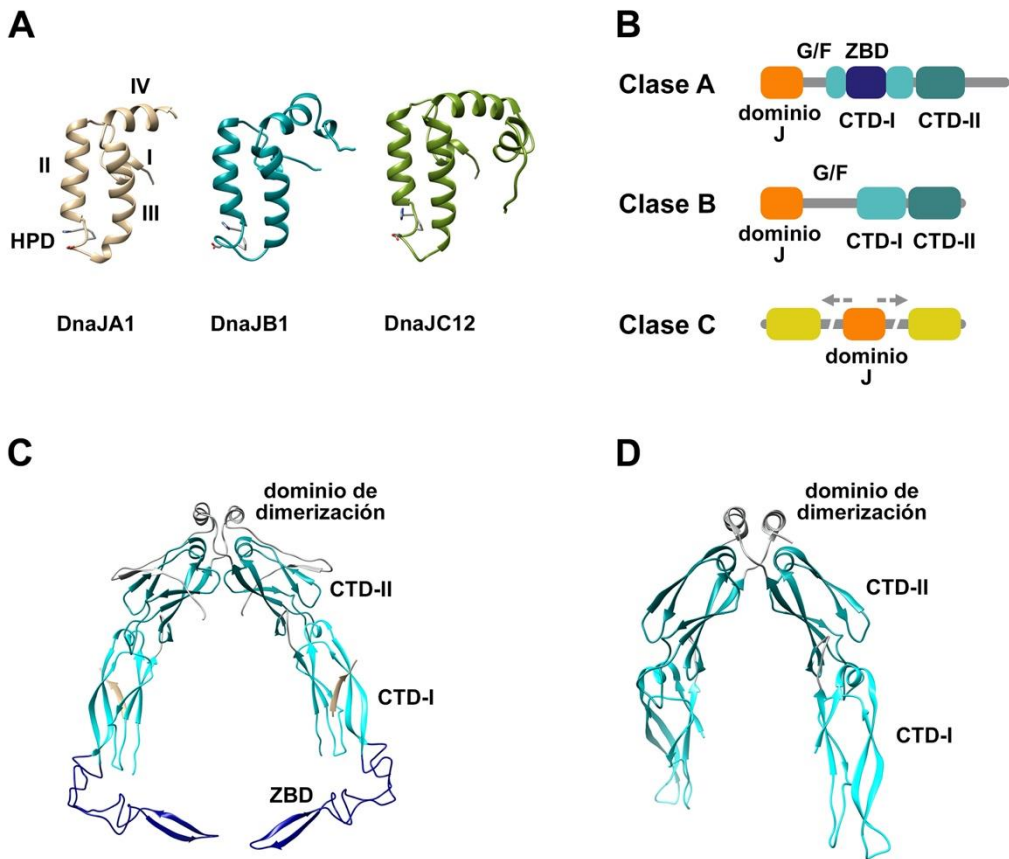 A
IV
II
I
III
HPD
DnaJA1
DnaJB1
DnaJC12
B
G/F
ZBD
Clase A
dominio
J
CTD-I
CTD-II
G/F
Clase B
dominio
J
CTD-I
CTD-II
Clase C
dominio
J
C
dominio de
dimerización
CTD-II
CTD-I
ZBD
D
dominio de
dimerización
CTD-II
CTD-I